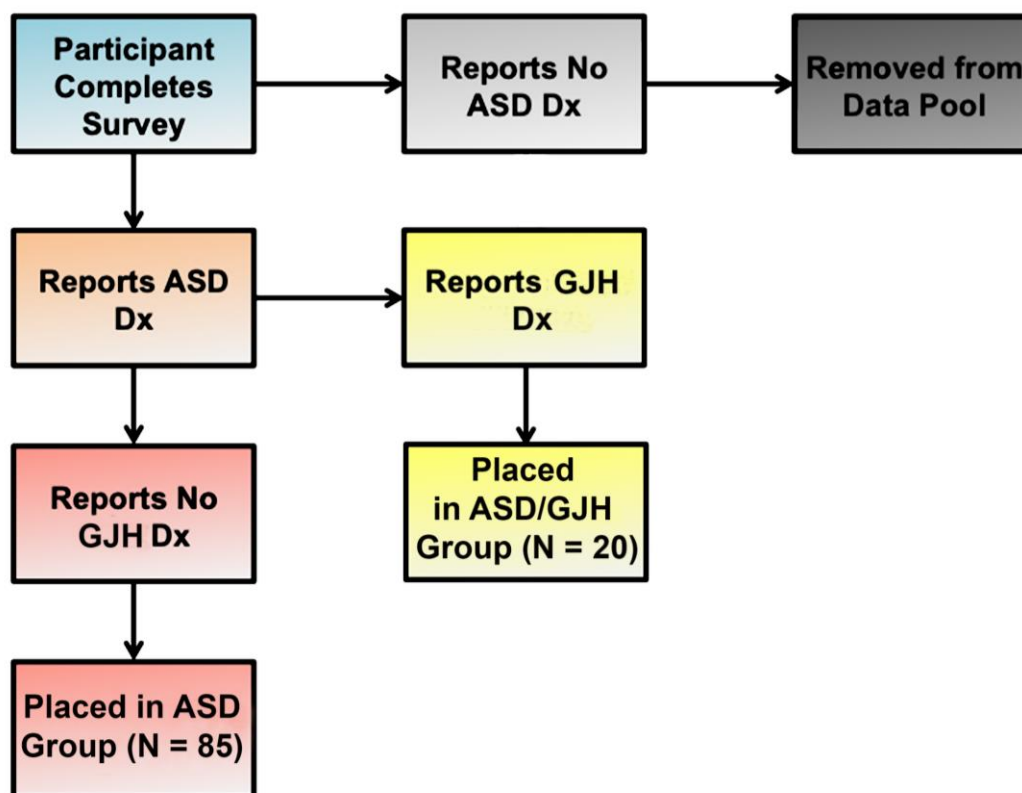 Participant
Completes
Survey
Reports No
ASD Dx
Removed from
Data Pool
Reports ASD
Dx
Reports GJH
Dx
Reports No
GJH Dx
Placed
in ASD/GJH
Group (N = 20)
Placed in ASD
Group (N = 85)